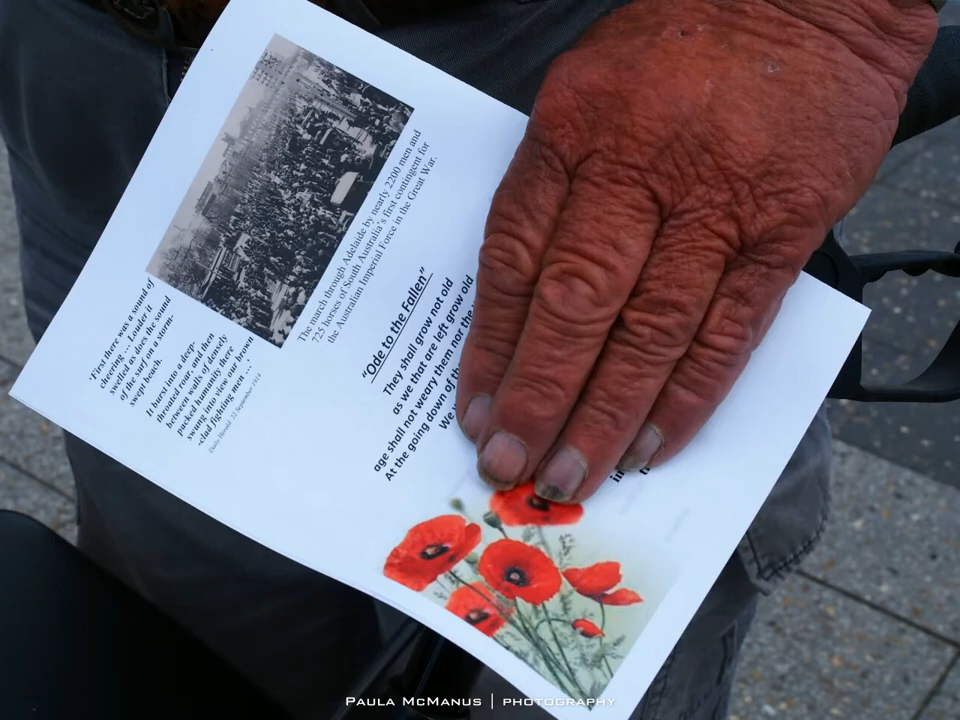 The march through Adelaide by nearly 2200 men and
725 horses of South Australia's first contingent for
the Australian Imperial Force in the Great War.
'First there was a sound of
cheering ... Louder it
swelled as does the sound
of the surf on a storm-
swept beach.
It burst into a deep-
throated roar, and then
between walls of densely
packed humanity there
swung into view our brown
-clad fighting men ... '
Daily Herald: 22 September 1914
"Ode to the Fallen"
They shall grow not old
as we that are left grow old
age shall not weary them nor the
At the going down of the
We
in
PAULA MCMANUS | PHOTOGRAPHY